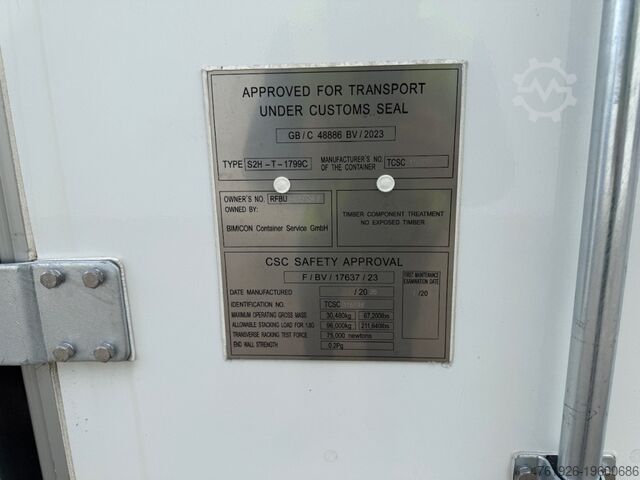 APPROVED FOR TRANSPORT
UNDER CUSTOMS SEAL
GB / C 48886 BV / 2023
TYPE S2H-T-1799C MANUFACTURER'S NO. OF THE CONTAINER TCSC
OWNER'S NO. RFBU
OWNED BY:
BIMICON Container Service GmbH
TIMBER COMPONENT TREATMENT
NO EXPOSED TIMBER.
CSC SAFETY APPROVAL
F / BV / 17637 / 23
DATE MANUFACTURED /20
IDENTIFICATION NO. TCSC
MAXIMUM OPERATING GROSS MASS 30,480kg 67,200lbs
ALLOWABLE STACKING LOAD FOR 1.8G 96,000kg 211,640lbs
TRANSVERSE RACKING TEST FORCE 75,000 newtons
END WALL STRENGTH 0.2Pg
FIRST MAINTENANCE
EXAMINATION DATE
/20
4761926-19600686